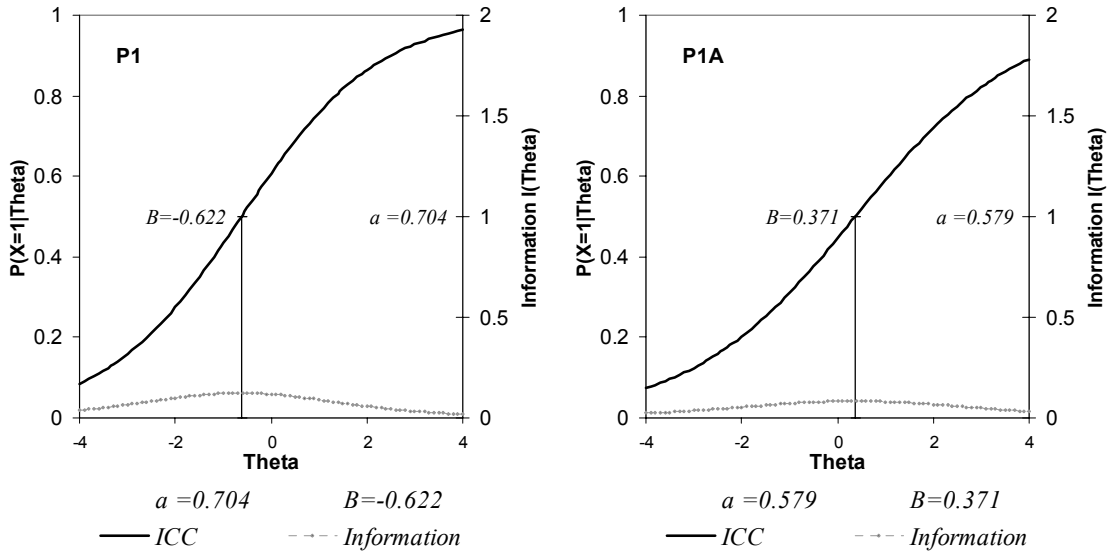 P1
P(X=1|Theta)
1
0.8
0.6
0.4
0.2
0
2
1.5
1
0.5
0
Information I(Theta)
B=-0.622
a =0.704
-4 -2 0 2 4
Theta
a =0.704 B=-0.622
ICC Information
P1A
P(X=1|Theta)
1
0.8
0.6
0.4
0.2
0
2
1.5
1
0.5
0
Information I(Theta)
B=0.371
a =0.579
-4 -2 0 2 4
Theta
a =0.579 B=0.371
ICC Information